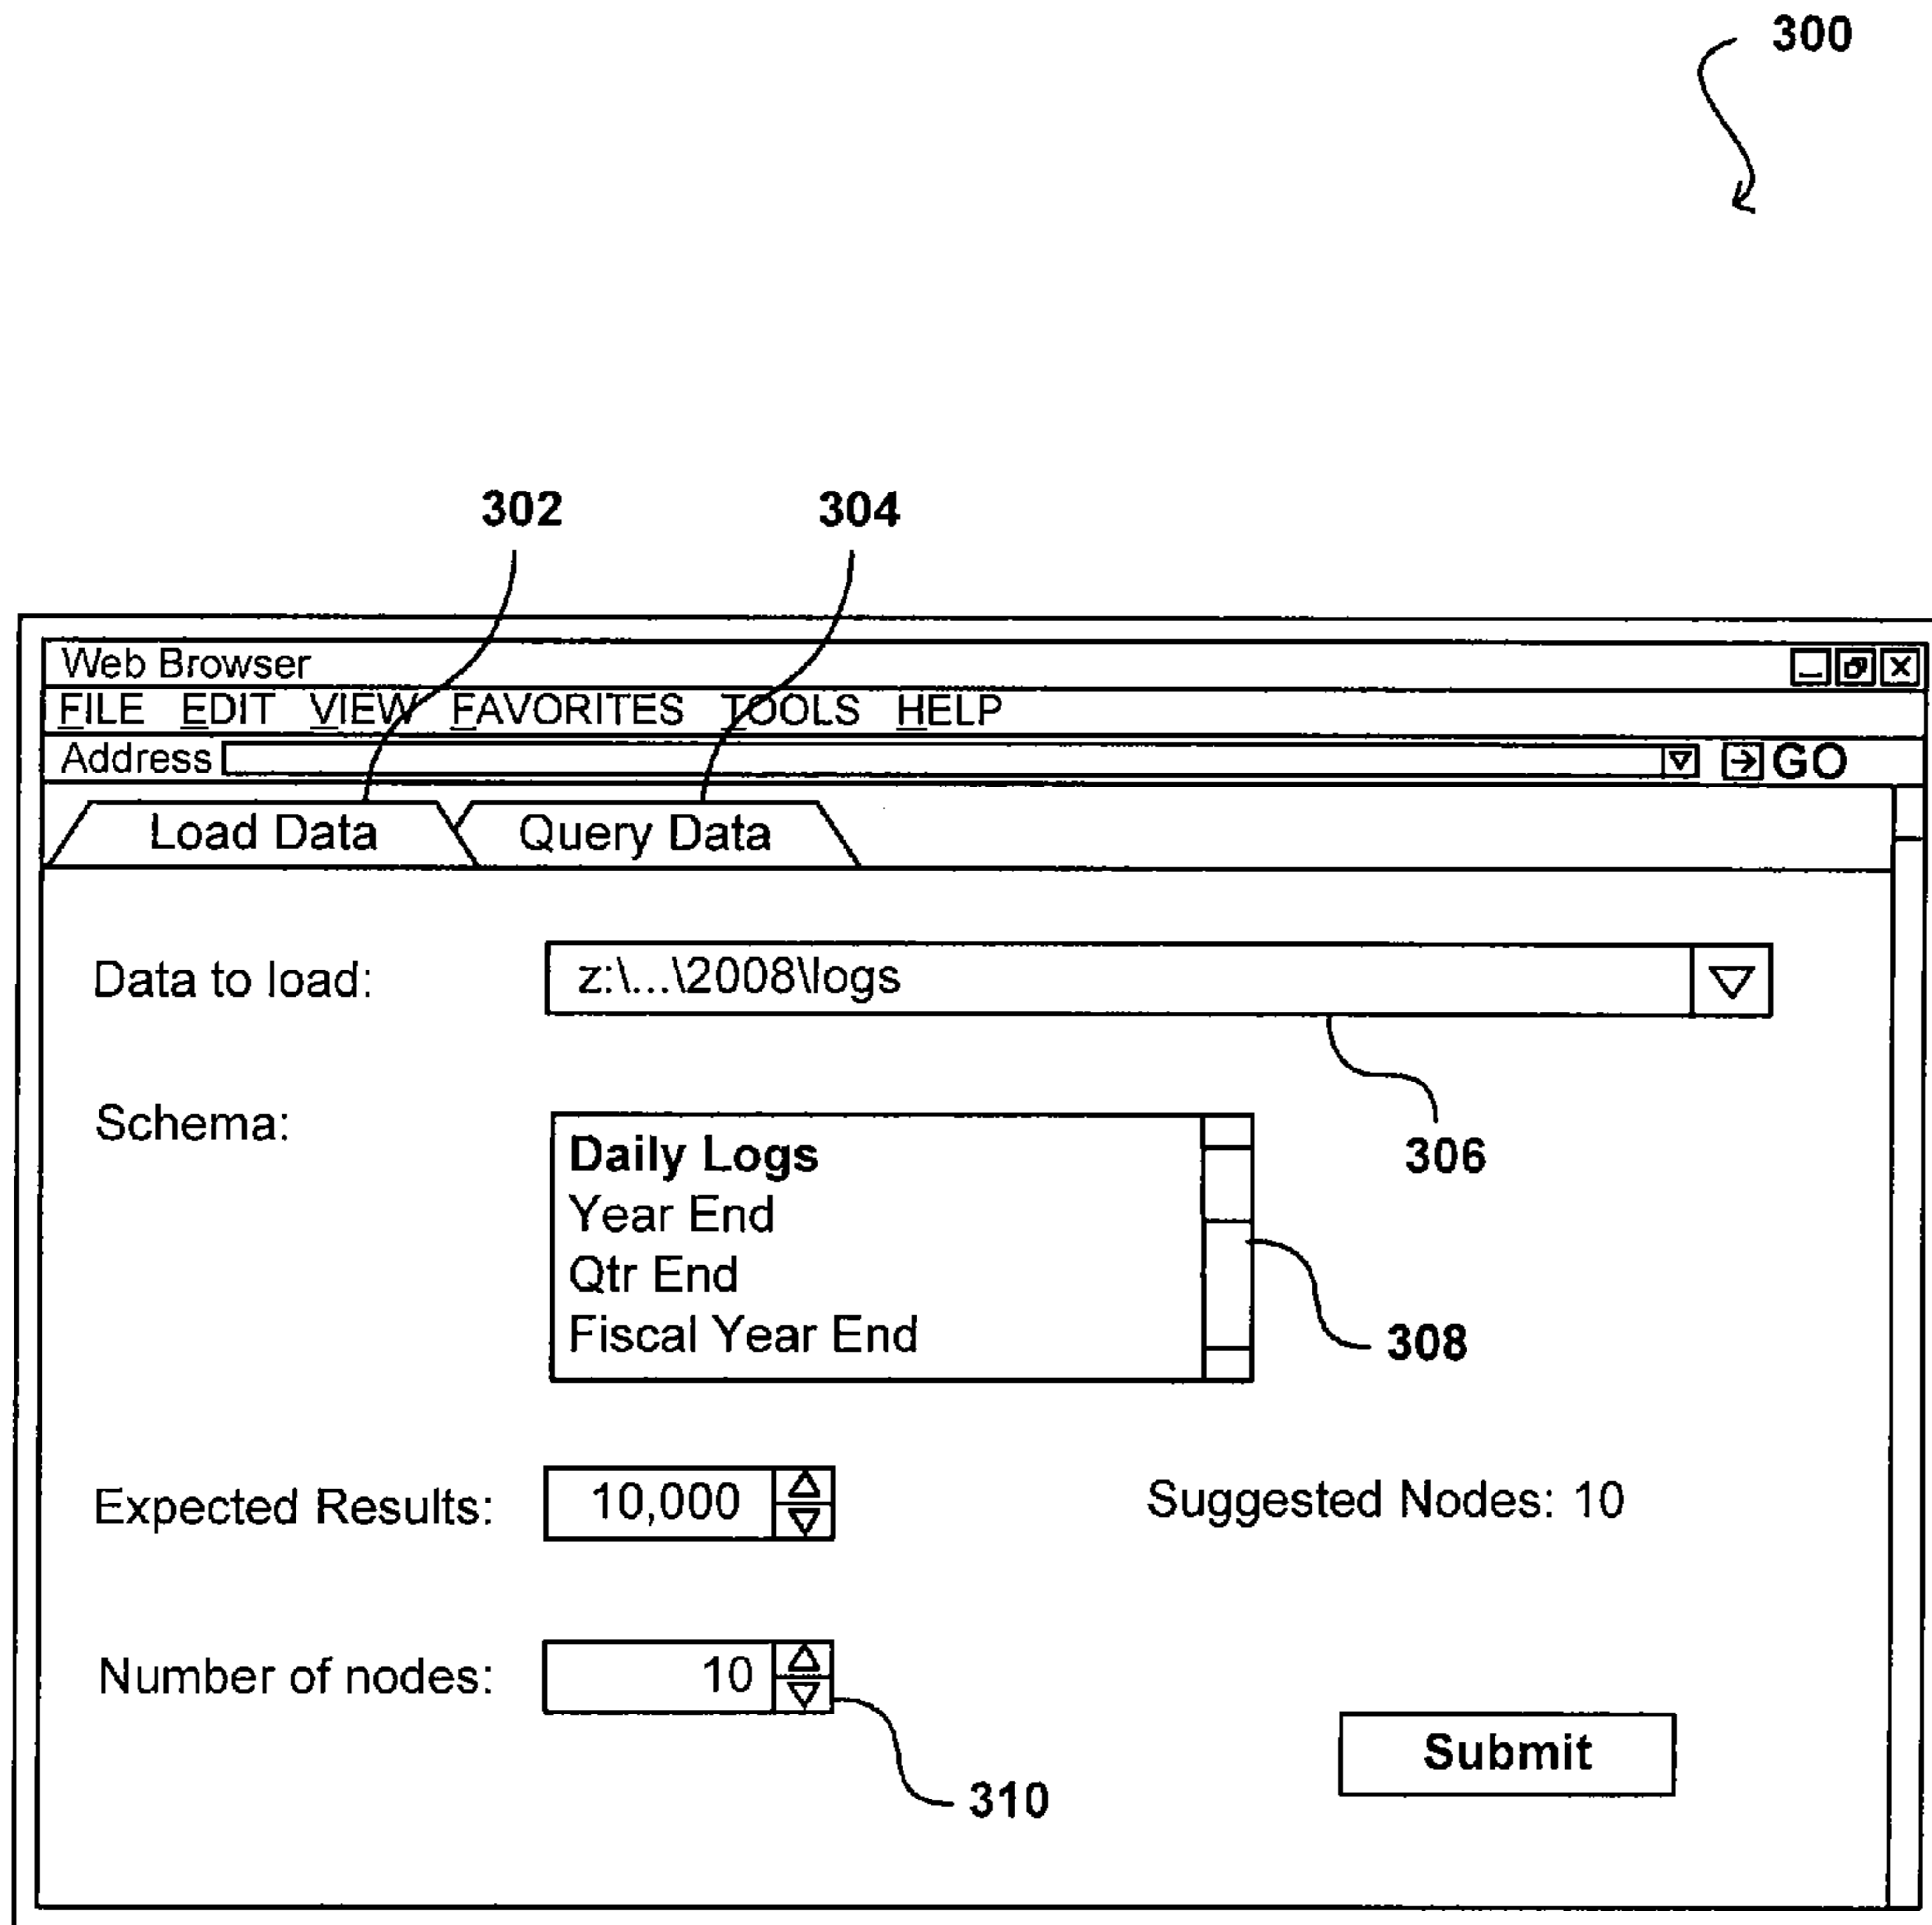 300
302 304
Web Browser
FILE EDIT VIEW FAVORITES TOOLS HELP
Address GO
Load Data Query Data
Data to load: z:\...\2008\logs
306
Schema:
Daily Logs
Year End
Qtr End
Fiscal Year End
308
Expected Results: 10,000 Suggested Nodes: 10
Number of nodes: 10
Submit
310